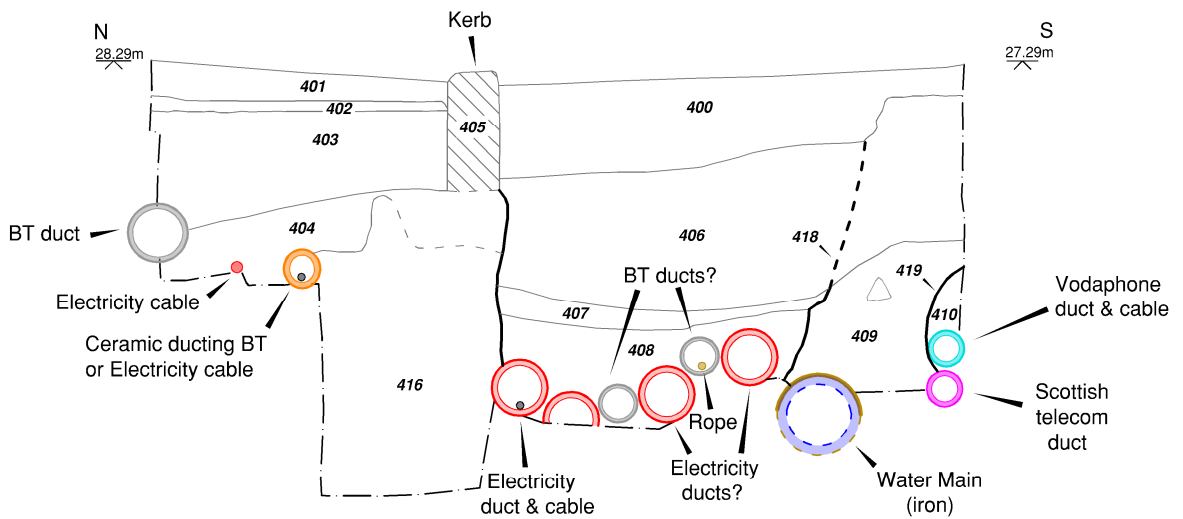 Kerb
N
S
28.29m
27.29m
401
402
400
405
403
BT duct
404
406
418
BT ducts?
419
Vodaphone
duct & cable
Electricity cable
407
410
Ceramic ducting BT
or Electricity cable
408
409
416
Rope
Scottish
telecom
duct
Electricity
duct & cable
Electricity
ducts?
Water Main
(iron)